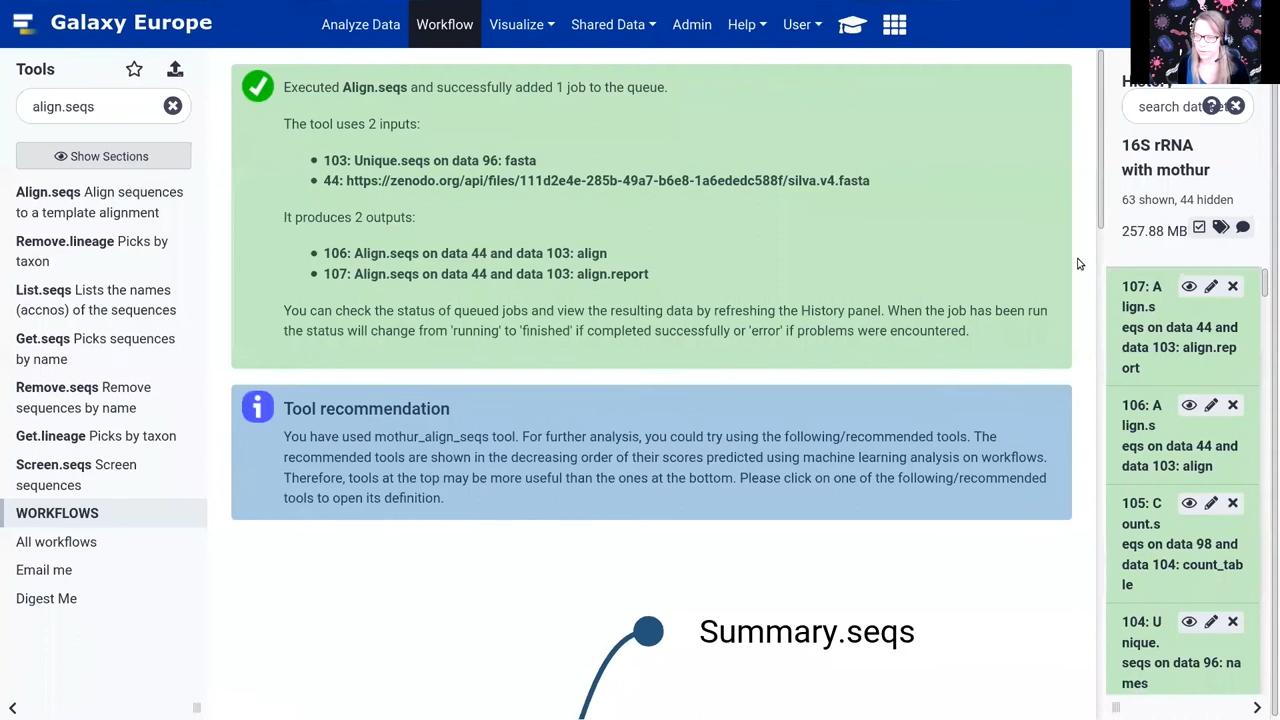 Galaxy Europe
Analyze Data
Workflow
Visualize
Shared Data
Admin
Help
User
Tools
align.seqs
Show Sections
Align.seqs Align sequences
to a template alignment
Remove.lineage Picks by
taxon
List.seqs Lists the names
(accnos) of the sequences
Get.seqs Picks sequences
by name
Remove.seqs Remove
sequences by name
Get.lineage Picks by taxon
Screen.seqs Screen
sequences
WORKFLOWS
All workflows
Email me
Digest Me
Executed Align.seqs and successfully added 1 job to the queue.
The tool uses 2 inputs:
103: Unique.seqs on data 96: fasta
44: https://zenodo.org/api/files/111d2e4e-285b-49a7-b6e8-1a6ededc588f/silva.v4.fasta
It produces 2 outputs:
106: Align.seqs on data 44 and data 103: align
107: Align.seqs on data 44 and data 103: align.report
You can check the status of queued jobs and view the resulting data by refreshing the History panel. When the job has been run
the status will change from 'running' to 'finished' if completed successfully or 'error' if problems were encountered.
Tool recommendation
You have used mothur_align_seqs tool. For further analysis, you could try using the following/recommended tools. The
recommended tools are shown in the decreasing order of their scores predicted using machine learning analysis on workflows.
Therefore, tools at the top may be more useful than the ones at the bottom. Please click on one of the following/recommended
tools to open its definition.
Summary.seqs
search dat
16S rRNA
with mothur
63 shown, 44 hidden
257.88 MB
107: A
lign.s
eqs on data 44 and
data 103: align.rep
ort
106: A
lign.s
eqs on data 44 and
data 103: align
105: C
ount.s
eqs on data 98 and
data 104: count_tab
le
104: U
nique.
seqs on data 96: na
mes